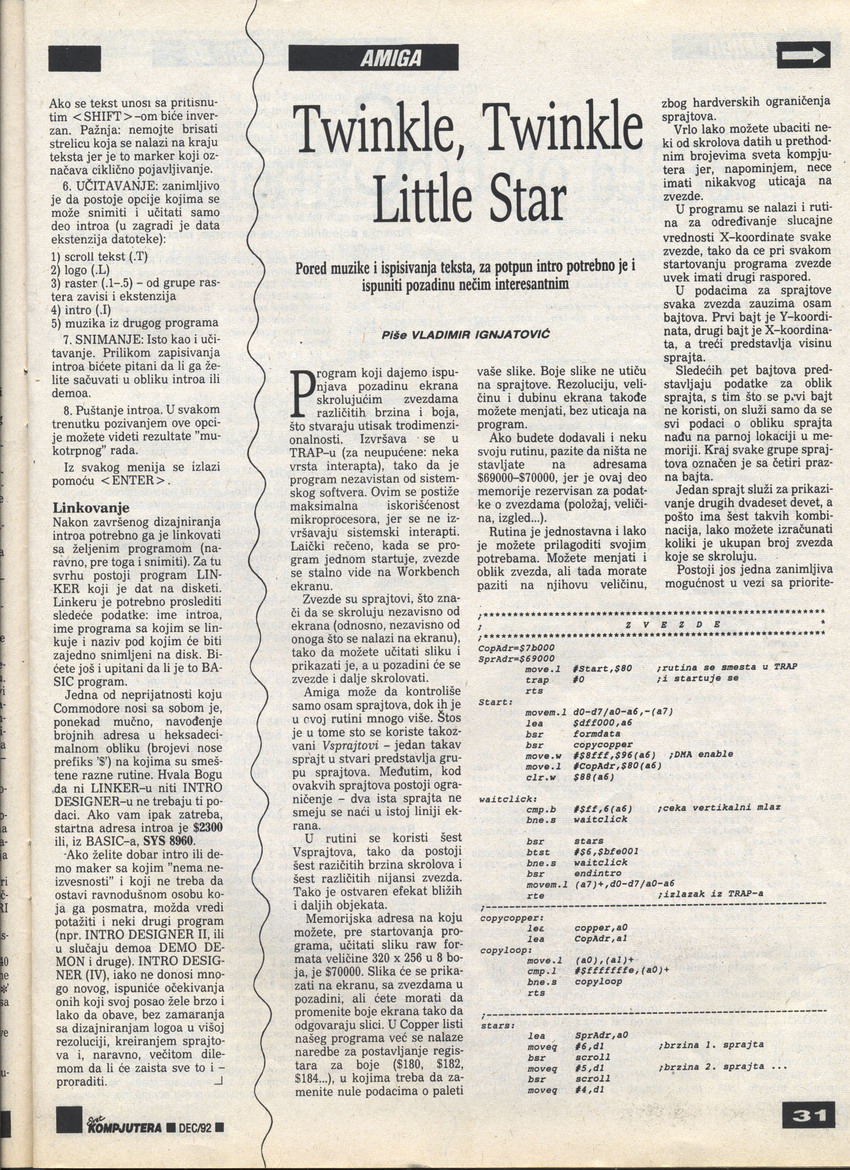 Ako se tekst unosi sa pritisnu-
tim <SHIFT>-om biće inver-
zan. Pažnja: nemojte brisati
strelicu koja se nalazi na kraju
teksta jer je to marker koji oz-
načava ciklično pojavljivanje.
6. UČITAVANJE: zanimljivo
je da postoje opcije kojima se
može snimiti i učitati samo
deo introa (u zagradi je data
ekstenzija datoteke):
1) scroll tekst (.T)
2) logo (.L)
3) raster (.1-.5) – od grupe ras-
tera zavisi i ekstenzija
4) intro (.I)
5) muzika iz drugog programa
7. SNIMANJE: Isto kao i uči-
tavanje. Prilikom zapisivanja
introa bićete pitani da li ga že-
lite sačuvati u obliku introa ili
demoa.
8. Puštanje introa. U svakom
trenutku pozivanjem ove opci-
je možete videti rezultate "mu-
kotrpnog" rada.
Iz svakog menija se izlazi
pomoću <ENTER>.
Linkovanje
Nakon završenog dizajniranja
introa potrebno ga je linkovati
sa željenim programom (na-
ravno, pre toga i snimiti). Za tu
svrhu postoji program LIN-
KER koji je dat na disketi.
Linkeru je potrebno proslediti
sledeće podatke: ime introa,
ime programa sa kojim se lin-
kuje i naziv pod kojim će biti
zajedno snimljeni na disk. Bi-
ćete još i upitani da li je to BA-
SIC program.
Jedna od neprijatnosti koju
Commodore nosi sa sobom je,
ponekad mučno, navođenje
brojnih adresa u heksadeci-
malnom obliku (brojevi nose
prefiks '$') na kojima su smeš-
tene razne rutine. Hvala Bogu
da ni LINKER-u niti INTRO
DESIGNER-u ne trebaju ti po-
daci. Ako vam ipak zatreba,
startna adresa introa je $2300
ili, iz BASIC-a, SYS 8960.
Ako želite dobar intro ili de-
mo maker sa kojim "nema ne-
izvesnosti" i koji ne treba da
ostavi ravnodušnom osobu ko-
ja ga posmatra, možda vredi
potažiti i neki drugi program
(npr. INTRO DESIGNER II, ili
u slučaju demoa DEMO DE-
MON i druge). INTRO DESIG-
NER (IV), iako ne donosi mno-
go novog, ispuniće očekivanja
onih koji svoj posao žele brzo i
lako da obave, bez zamaranja
sa dizajniranjam logoa u višoj
rezoluciji, kreiranjem sprajto-
va i, naravno, večitom dile-
mom da li će zaista sve to i –
proraditi.
AMIGA
Twinkle, Twinkle
Little Star
Pored muzike i ispisivanja teksta, za potpun intro potrebno je i
ispuniti pozadinu nečim interesantnim
Piše VLADIMIR IGNJATOVIĆ
Program koji dajemo ispu-
njava pozadinu ekrana
skrolujućim zvezdama
različitih brzina i boja,
što stvaraju utisak trodimenzi-
onalnosti. Izvršava se u
TRAP-u (za neupućene: neka
vrsta interapta), tako da je
program nezavistan od sistem-
skog softvera. Ovim se postiže
maksimalna iskorišćenost
mikroprocesora, jer se ne iz-
vršavaju sistemski interapti.
Laički rečeno, kada se pro-
gram jednom startuje, zvezde
se stalno vide na Workbench
ekranu.
Zvezde su sprajtovi, što zna-
či da se skroluju nezavisno od
ekrana (odnosno, nezavisno od
onoga što se nalazi na ekranu),
tako da možete učitati sliku i
prikazati je, a u pozadini će se
zvezde i dalje skrolovati.
Amiga može da kontroliše
samo osam sprajtova, dok ih je
u ovoj rutini mnogo više. Štos
je u tome sto se koriste takoz-
vani Vsprajtovi – jedan takav
sprajt u stvari predstavlja gru-
pu sprajtova. Međutim, kod
ovakvih sprajtova postoji ogra-
ničenje – dva ista sprajta ne
smeju se naći u istoj liniji ek-
rana.
U rutini se koristi šest
Vsprajtova, tako da postoji
šest razičitih brzina skrolova i
šest različitih nijansi zvezda.
Tako je ostvaren efekat bližih
i daljih objekata.
Memorijska adresa na koju
možete, pre startovanja pro-
grama, učitati sliku raw for-
mata veličine 320 x 256 u 8 bo-
ja, je $70000. Slika će se prika-
zati na ekranu, sa zvezdama u
pozadini, ali ćete morati da
promenite boje ekrana tako da
odgovaraju slici. U Copper listi
našeg programa već se nalaze
naredbe za postavljanje regis-
tara za boje ($180, $182,
$184...), u kojima treba da za-
menite nule podacima o paleti
vaše slike. Boje slike ne utiču
na sprajtove. Rezoluciju, veli-
činu i dubinu ekrana takođe
možete menjati, bez uticaja na
program.
Ako budete dodavali i neku
svoju rutinu, pazite da ništa ne
stavljate na adresama
$69000–$70000, jer je ovaj deo
memorije rezervisan za podat-
ke o zvezdama (položaj, veliči-
na, izgled...).
Rutina je jednostavna i lako
je možete prilagoditi svojim
potrebama. Možete menjati i
oblik zvezda, ali tada morate
paziti na njihovu veličinu,
zbog hardverskih ograničenja
sprajtova.
Vrlo lako možete ubaciti ne-
ki od skrolova datih u prethod-
nim brojevima sveta kompju-
tera jer, napominjem, nece
imati nikakvog uticaja na
zvezde.
U programu se nalazi i ruti-
na za određivanje slucajne
vrednosti X–koordinate svake
zvezde, tako da ce pri svakom
startovanju programa zvezde
uvek imati drugi raspored.
U podacima za sprajtove
svaka zvezda zauzima osam
bajtova. Prvi bajt je Y–koordi-
nata, drugi bajt je X–koordina-
ta, a treći predstavlja visinu
sprajta.
Sledećih pet bajtova pred-
stavljaju podatke za oblik
sprajta, s tim što se prvi bajt
ne koristi, on služi samo da se
svi podaci o obliku sprajta
nađu na parnoj lokaciji u me-
moriji. Kraj svake grupe spraj-
tova označen je sa četiri praz-
na bajta.
Jedan sprajt služi za prikazi-
vanje drugih dvadeset devet, a
pošto ima šest takvih kombi-
nacija, lako možete izračunati
koliki je ukupan broj zvezda
koje se skroluju.
Postoji jos jedna zanimljiva
mogućnost u vezi sa priorite-
;*************************************************
; Z V E Z D E *
;*************************************************
CopAdr=$7b000
SprAdr=$69000
move.l #Start,$80 ;rutina se smesta u TRAP
trap #0 ;i startuje se
rts
Start:
movem.l d0-d7/a0-a6,-(a7)
lea $dff000,a6
bsr formdata
bsr copycopper
move.w #$8fff,$96(a6) ;DMA enable
move.l #CopAdr,$80(a6)
clr.w $88(a6)
waitclick:
cmp.b #$ff,6(a6) ;ceka vertikalni mlaz
bne.s waitclick
bsr stars
btst #$6,$bfe001
bne.s waitclick
bsr endintro
movem.l (a7)+,d0-d7/a0-a6
rte ;izlazak iz TRAP-a
;-------------------------------------------------
copycopper:
lea copper,a0
lea CopAdr,a1
copyloop:
move.l (a0),(a1)+
cmp.l #$fffffffe,(a0)+
bne.s copyloop
rts
;-------------------------------------------------
stars:
lea SprAdr,a0
moveq #6,d1 ;brzina 1. sprajta
bsr scroll
moveq #5,d1 ;brzina 2. sprajta ...
bsr scroll
moveq #4,d1
Svet KOMPJUTERA ■ DEC/92 ■
31